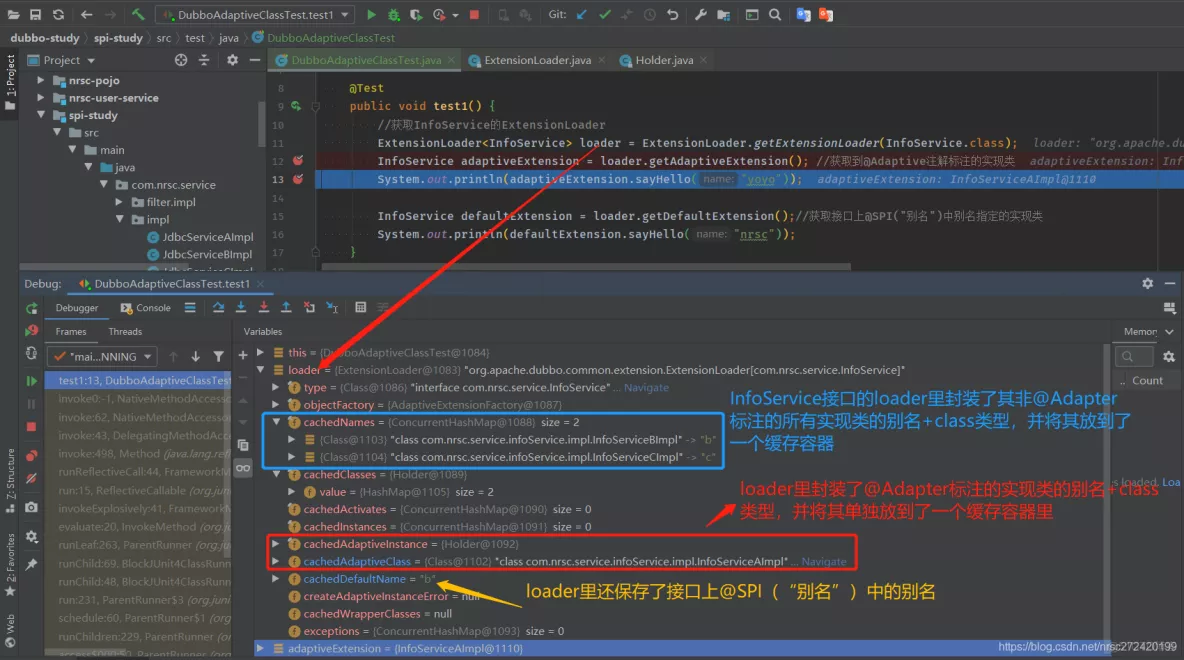 DubboAdaptiveClassTest.test1
Git:
dubbo-study
spi-study
src
test
java
DubboAdaptiveClassTest
1: Project
Project
DubboAdaptiveClassTest.java
ExtensionLoader.java
Holder.java
nrsc-pojo
nrsc-user-service
spi-study
src
main
java
com.nrsc.service
filter.impl
impl
JdbcServiceAImpl
JdbcServiceBImpl
8 @Test
9 public void test1() {
10 //获取InfoService的ExtensionLoader
11 ExtensionLoader<InfoService> loader = ExtensionLoader.getExtensionLoader(InfoService.class); loader: "org.apache.du
12 InfoService adaptiveExtension = loader.getAdaptiveExtension(); //获取到@Adaptive注解标注的实现类 adaptiveExtension: Inf
13 System.out.println(adaptiveExtension.sayHello( name: "yoyo")); adaptiveExtension: InfoServiceAImpl@1110
14
15 InfoService defaultExtension = loader.getDefaultExtension();//获取接口上@SPI("别名")中别名指定的实现类
16 System.out.println(defaultExtension.sayHello( name: "nrsc"));
17 }
Debug:
DubboAdaptiveClassTest.test1
Debugger
Console
Frames
Threads
Variables
Memory
"mai...NNING
Count
test1:13, DubboAdaptiveClassTest
invoke0:-1, NativeMethodAccesso
invoke:62, NativeMethodAccesso
invoke:43, DelegatingMethodAcc
invoke:498, Method (java.lang.ref
runReflectiveCall:44, FrameworkM
run:15, ReflectiveCallable (org.jun
invokeExplosively:41, FrameworkM
evaluate:20, InvokeMethod (org.ju
runLeaf:263, ParentRunner (org.ju
runChild:69, BlockJUnit4ClassRunn
runChild:48, BlockJUnit4ClassRunn
run:231, ParentRunner$3 (org.juni
schedule:60, ParentRunner$1 (org
runChildren:229, ParentRunner (or
this = {DubboAdaptiveClassTest@1084}
loader = {ExtensionLoader@1083} "org.apache.dubbo.common.extension.ExtensionLoader[com.nrsc.service.InfoService]"
type = {Class@1086} "interface com.nrsc.service.InfoService" ... Navigate
objectFactory = {AdaptiveExtensionFactory@1087}
cachedNames = {ConcurrentHashMap@1088} size = 2
{Class@1103} "class com.nrsc.service.infoService.impl.InfoServiceBImpl" -> "b"
{Class@1104} "class com.nrsc.service.infoService.impl.InfoServiceCImpl" -> "c"
cachedClasses = {Holder@1089}
value = {HashMap@1105} size = 2
cachedActivates = {ConcurrentHashMap@1090} size = 0
cachedInstances = {ConcurrentHashMap@1091} size = 0
cachedAdaptiveInstance = {Holder@1092}
cachedAdaptiveClass = {Class@1102} "class com.nrsc.service.infoService.impl.InfoServiceAImpl" ... Navigate
cachedDefaultName = "b"
createAdaptiveInstanceError = null
cachedWrapperClasses = null
exceptions = {ConcurrentHashMap@1093} size = 0
adaptiveExtension = {InfoServiceAImpl@1110}
InfoService接口的loader里封装了其非@Adapter
标注的所有实现类的别名+class类型，并将其放到了
一个缓存容器
loader里封装了@Adapter标注的实现类的别名+class
类型，并将其单独放到了一个缓存容器里
s loaded. Loa
loader里还保存了接口上@SPI（“别名”）中的别名
Z: Structure
2: Favorites
Web
https://blog.csdn.net/nrsc272420199